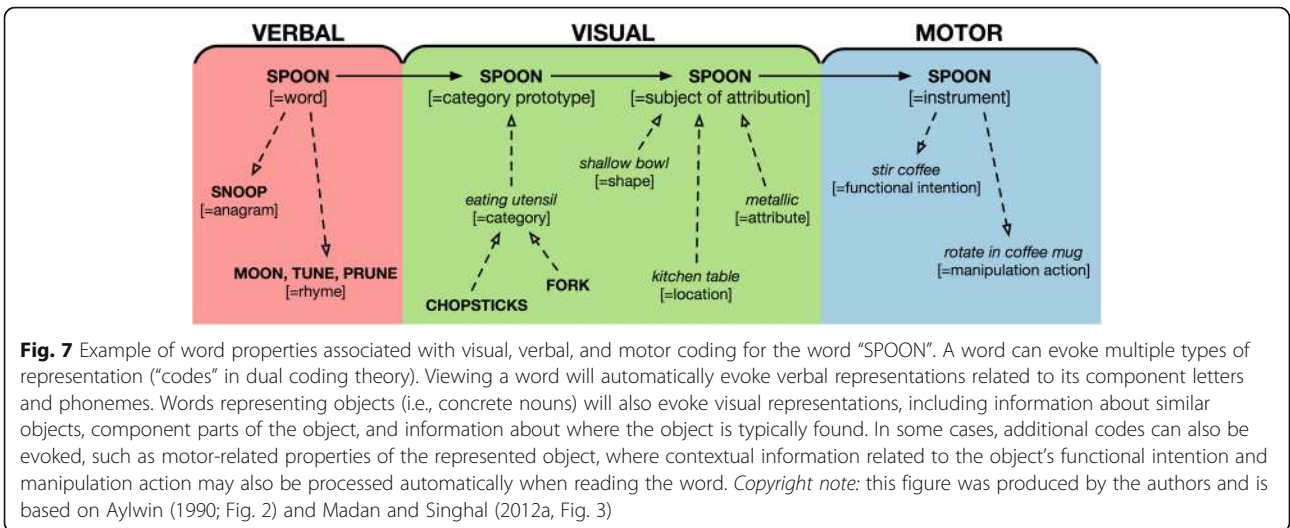 VERBAL VISUAL MOTOR
SPOON SPOON SPOON SPOON
[=word] [=category prototype] [=subject of attribution] [=instrument]
shallow bowl
[=shape]
stir coffee
[=functional intention]
SNOOP
[=anagram]
eating utensil
[=category]
metallic
[=attribute]
MOON, TUNE, PRUNE
[=rhyme]
CHOPSTICKS
FORK
kitchen table
[=location]
rotate in coffee mug
[=manipulation action]
Fig. 7 Example of word properties associated with visual, verbal, and motor coding for the word “SPOON”. A word can evoke multiple types of
representation (“codes” in dual coding theory). Viewing a word will automatically evoke verbal representations related to its component letters
and phonemes. Words representing objects (i.e., concrete nouns) will also evoke visual representations, including information about similar
objects, component parts of the object, and information about where the object is typically found. In some cases, additional codes can also be
evoked, such as motor-related properties of the represented object, where contextual information related to the object’s functional intention and
manipulation action may also be processed automatically when reading the word. Copyright note: this figure was produced by the authors and is
based on Aylwin (1990; Fig. 2) and Madan and Singhal (2012a, Fig. 3)